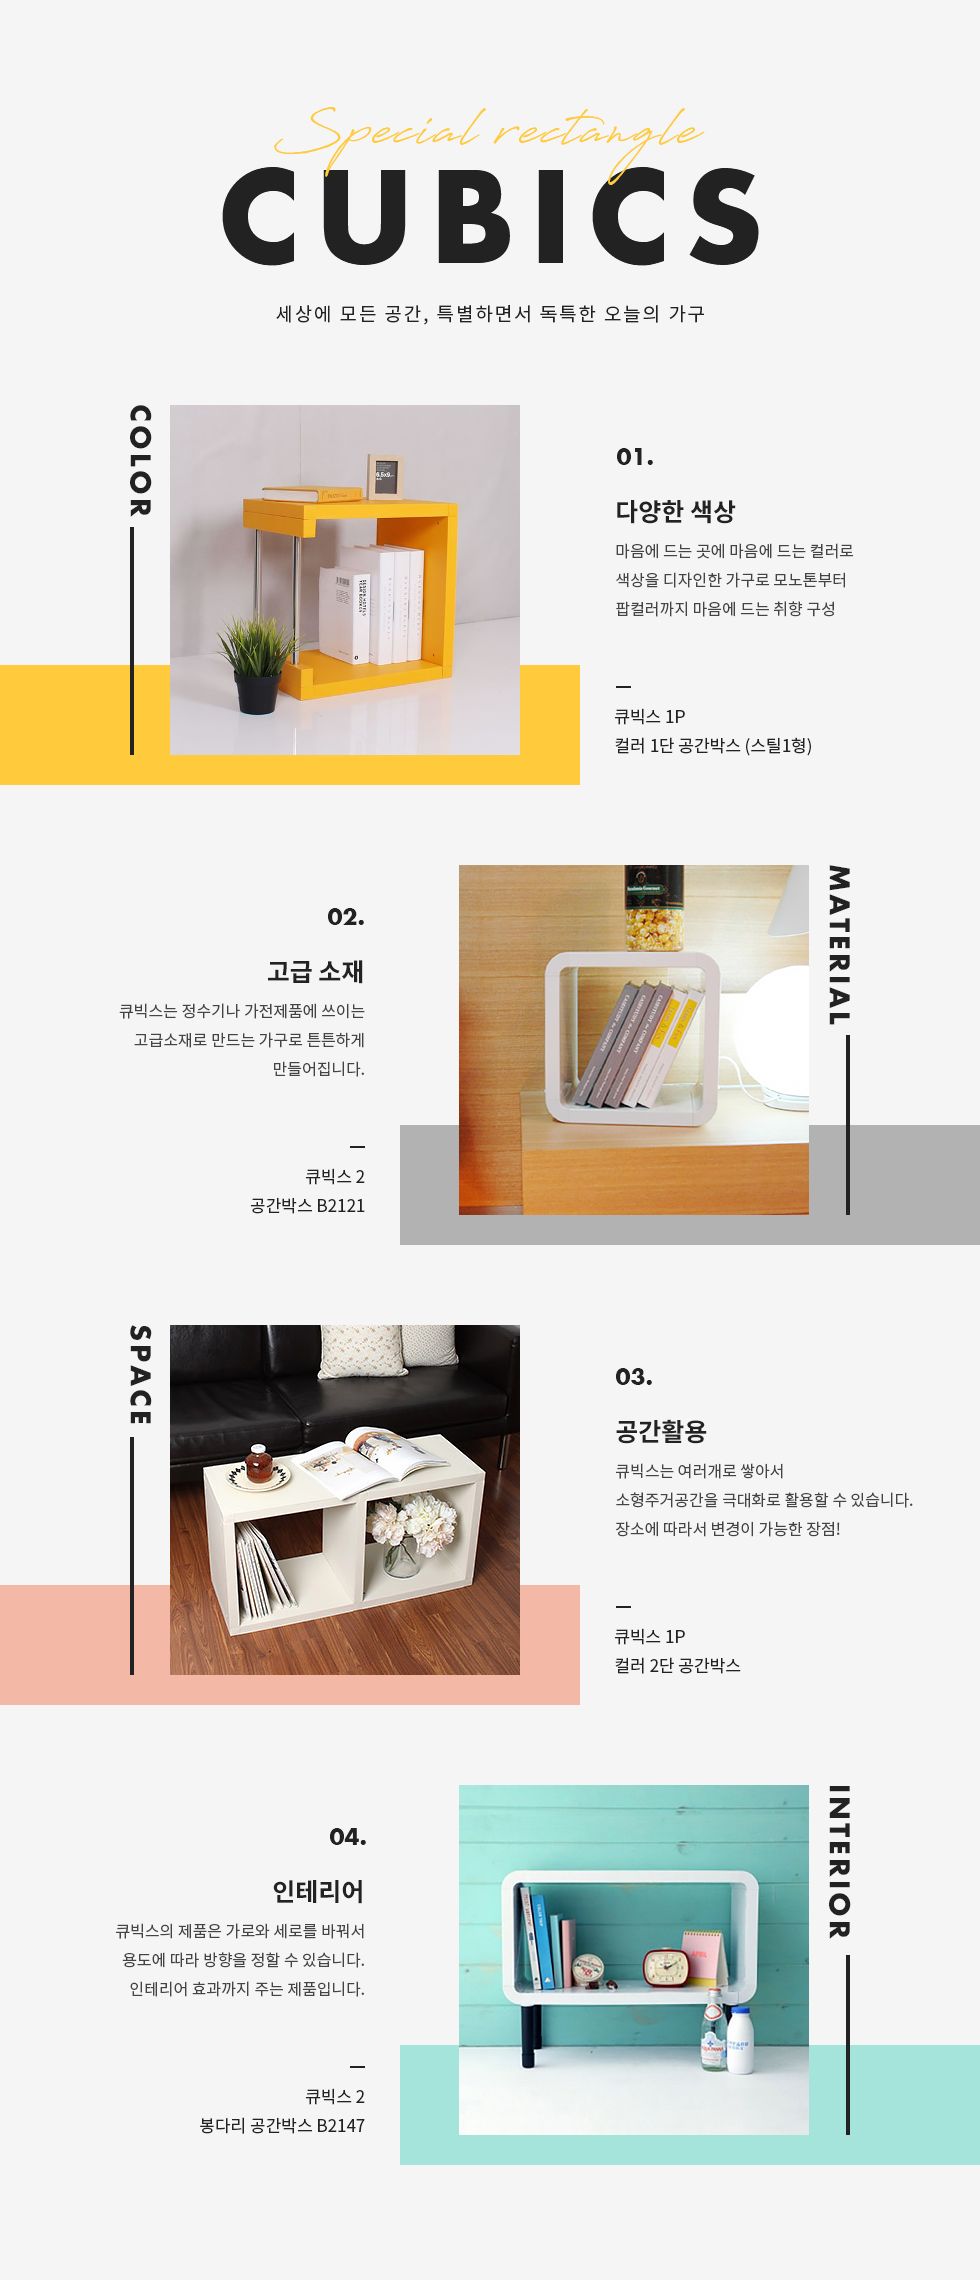 Special rectangle
CUBICS
세상에 모든 공간, 특별하면서 독특한 오늘의 가구
COLOR
01.
다양한 색상
마음에 드는 곳에 마음에 드는 컬러로
색상을 디자인한 가구로 모노톤부터
팝컬러까지 마음에 드는 취향 구성
큐빅스 1P
컬러 1단 공간박스 (스틸1형)
02.
고급 소재
큐빅스는 정수기나 가전제품에 쓰이는
고급소재로 만드는 가구로 튼튼하게
만들어집니다.
큐빅스 2
공간박스 B2121
MATERIAL
SPACE
03.
공간활용
큐빅스는 여러개로 쌓아서
소형주거공간을 극대화로 활용할 수 있습니다.
장소에 따라서 변경이 가능한 장점!
큐빅스 1P
컬러 2단 공간박스
04.
인테리어
큐빅스의 제품은 가로와 세로를 바꿔서
용도에 따라 방향을 정할 수 있습니다.
인테리어 효과까지 주는 제품입니다.
큐빅스 2
봉다리 공간박스 B2147
INTERIOR
APRIL